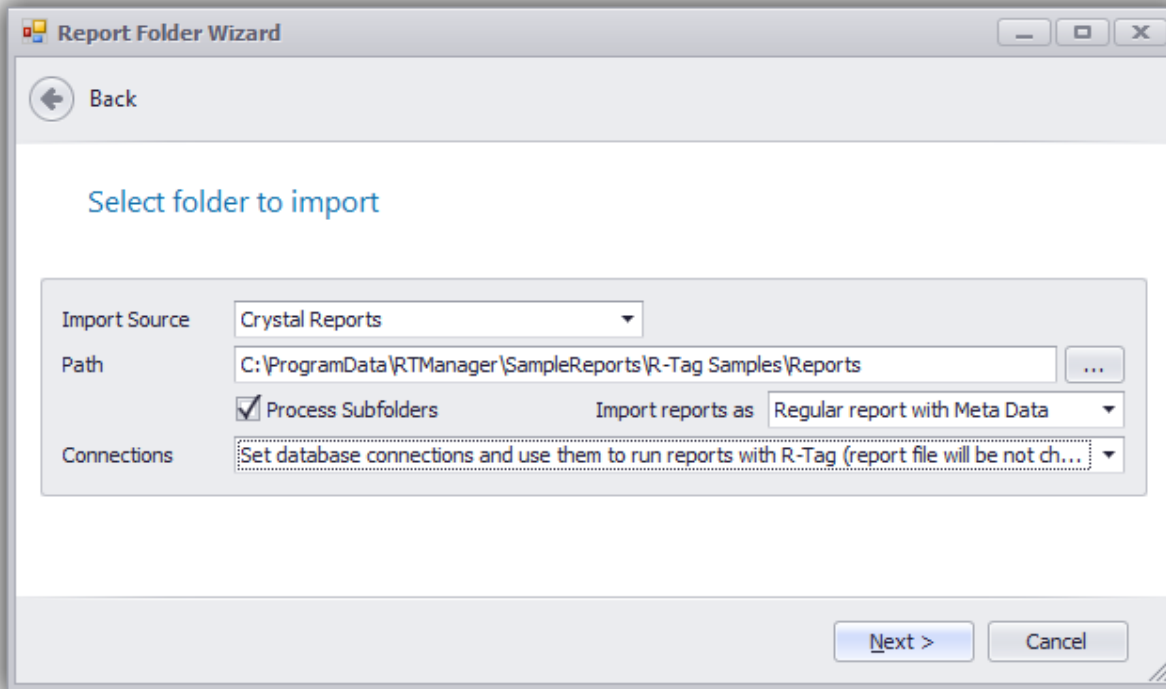 Report Folder Wizard
Back
Select folder to import
Import Source Crystal Reports
Path C:\ProgramData\RTManager\SampleReports\R-Tag Samples\Reports ...
Process Subfolders Import reports as Regular report with Meta Data
Connections Set database connections and use them to run reports with R-Tag (report file will be not ch...
Next > Cancel